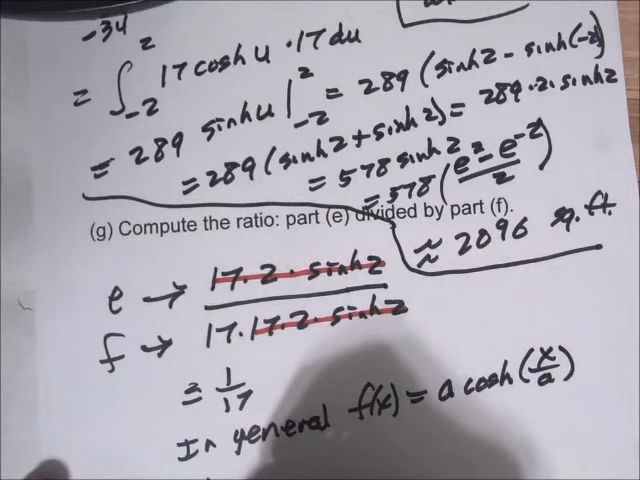 -34
= ∫_{-2}^{2} 17 cosh u · 17 du
= 289 sinh u |_{-2}^{2} = 289 (sinh 2 - sinh(-2))
= 289 (sinh 2 + sinh 2) = 289 · 2 · sinh 2
= 578 sinh 2
= 578 (e^2 - e^-2 / 2)
(g) Compute the ratio: part (e) divided by part (f).
≈ 2096 sq. ft.
e → 17 · 2 · sinh 2
f → 17 · 17 · 2 · sinh 2
= 1/17
In general f(x) = a cosh(x/a)